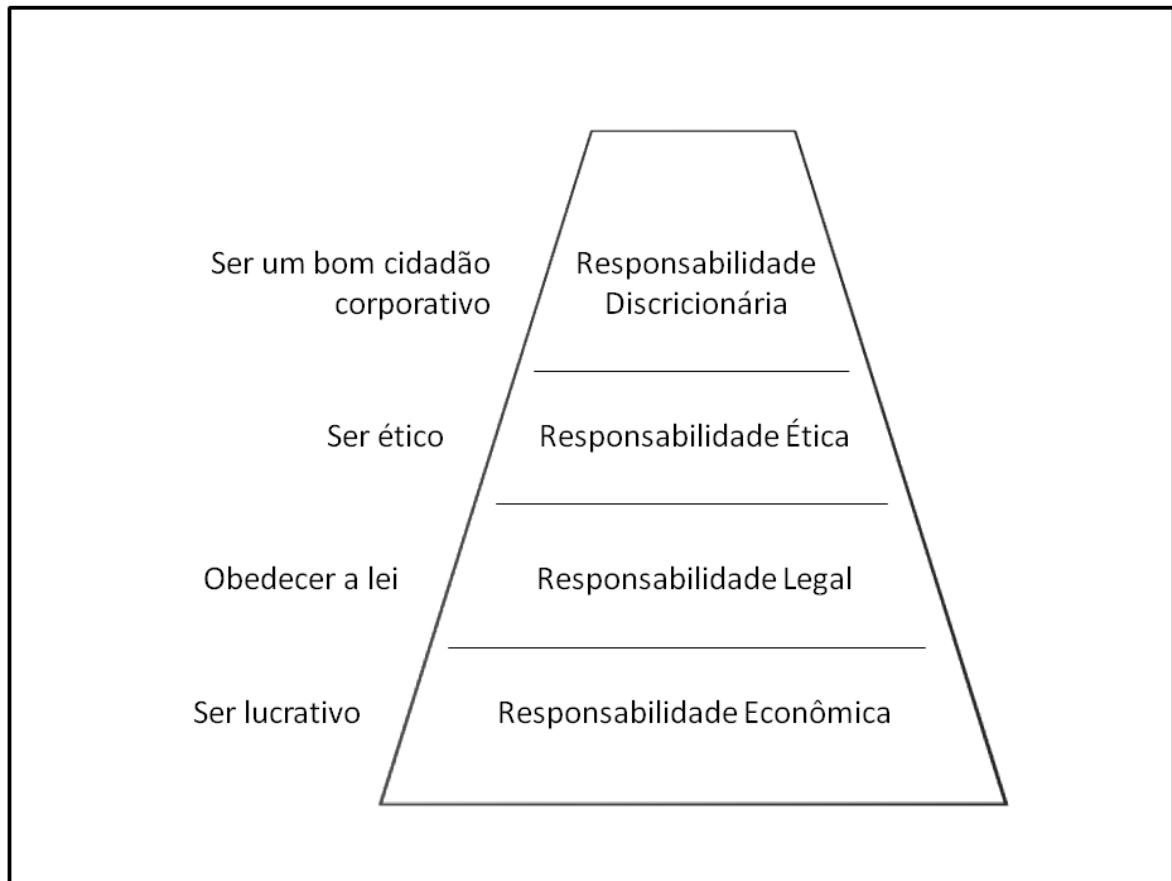 Ser um bom cidadão
corporativo
Responsabilidade
Discricionária
Ser ético
Responsabilidade Ética
Obedecer a lei
Responsabilidade Legal
Ser lucrativo
Responsabilidade Econômica